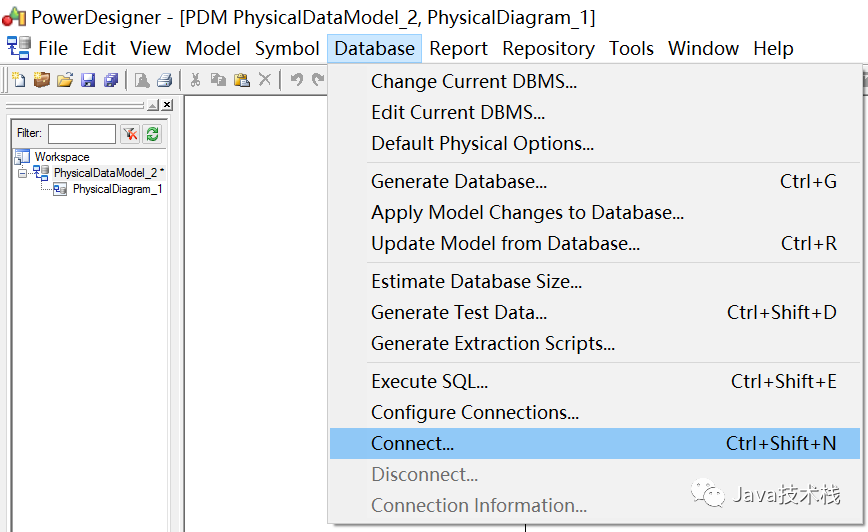 PowerDesigner - [PDM PhysicalDataModel_2, PhysicalDiagram_1]
File Edit View Model Symbol Database Report Repository Tools Window Help
Filter:
Workspace
PhysicalDataModel_2 *
PhysicalDiagram_1
Change Current DBMS...
Edit Current DBMS...
Default Physical Options...
Generate Database... Ctrl+G
Apply Model Changes to Database...
Update Model from Database... Ctrl+R
Estimate Database Size...
Generate Test Data... Ctrl+Shift+D
Generate Extraction Scripts...
Execute SQL... Ctrl+Shift+E
Configure Connections...
Connect... Ctrl+Shift+N
Disconnect...
Connection Information...
Java技术栈